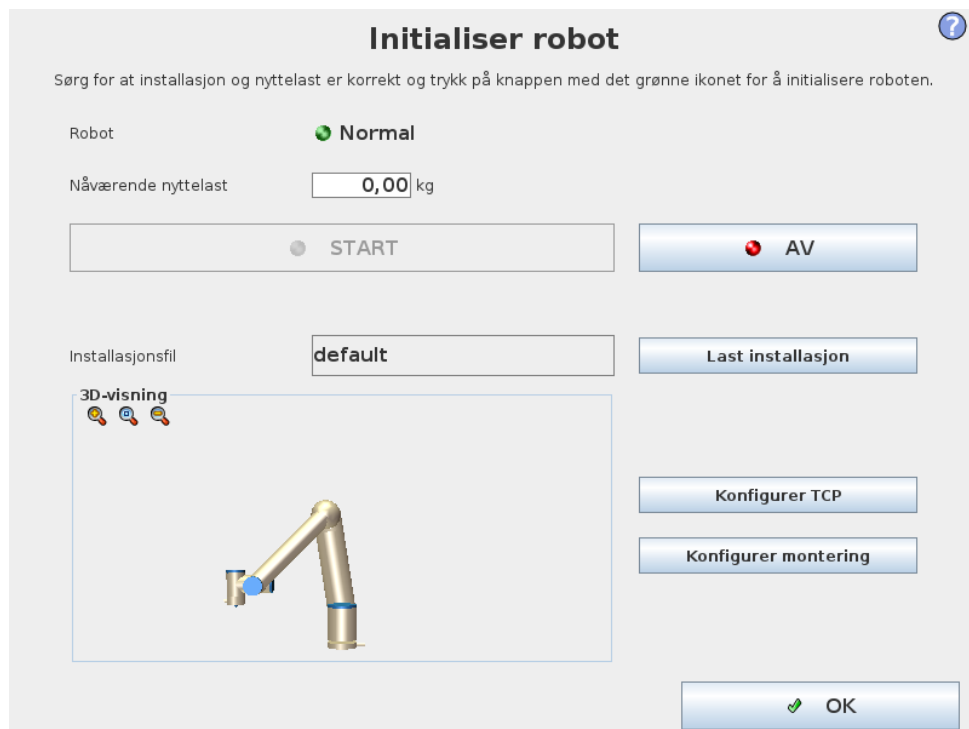 Initialiser robot
?
Sørg for at installasjon og nyttelast er korrekt og trykk på knappen med det grønne ikonet for å initialisere roboten.
Robot
Normal
Nåværende nyttelast
0,00 kg
START
AV
Installasjonsfil
default
Last installasjon
3D-visning
Konfigurer TCP
Konfigurer montering
OK